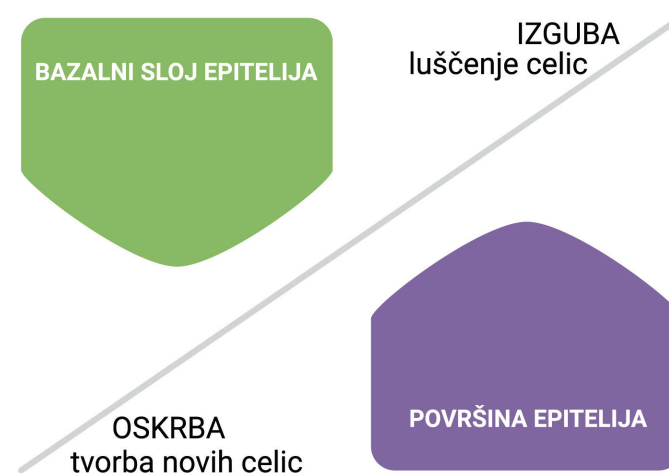 BAZALNI SLOJ EPITELIJA
IZGUBA
luščenje celic
OSKRBA
tvorba novih celic
POVRŠINA EPITELIJA